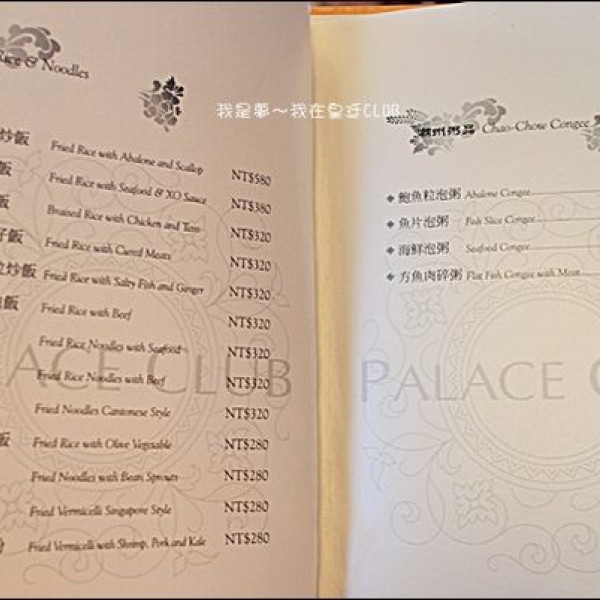 Rice & Noodles
炒飯 Fried Rice with Abalone and Scallop NT$580
飯 Fried Rice with Seafood & XO Sauce NT$380
飯 Braised Rice with Chicken and Taro NT$320
飯 Fried Rice with Cured Meats NT$320
炒飯 Fried Rice with Salty Fish and Ginger NT$320
飯 Fried Rice with Beef NT$320
Fried Rice Noodles with Seafood NT$320
Fried Rice Noodles with Beef NT$320
Fried Noodles Cantonese Style NT$320
飯 Fried Rice with Olive Vegetable NT$280
Fried Noodles with Bean Sprouts NT$280
Fried Vermicelli Singapore Style NT$280
Fried Vermicelli with Shrimp, Pork and Kale NT$280
PALACE CLUB
我是夢~我在皇廷CLUB
潮州粥品 Chao-Chow Congee
鮑魚粒泡粥 Abalone Congee
魚片泡粥 Fish Slice Congee
海鮮泡粥 Seafood Congee
方魚肉碎粥 Flat Fish Congee with Meat
PALACE C